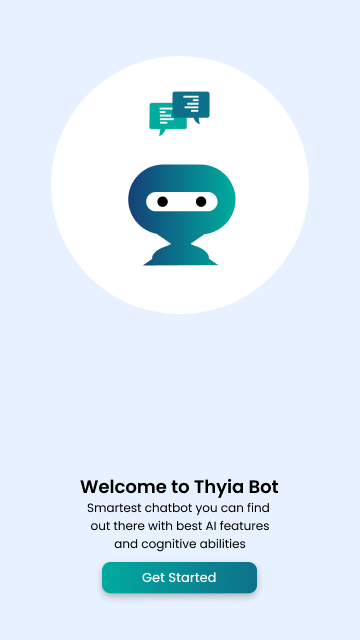 Welcome to Thyia Bot
Smartest chatbot you can find
out there with best AI features
and cognitive abilities
Get Started